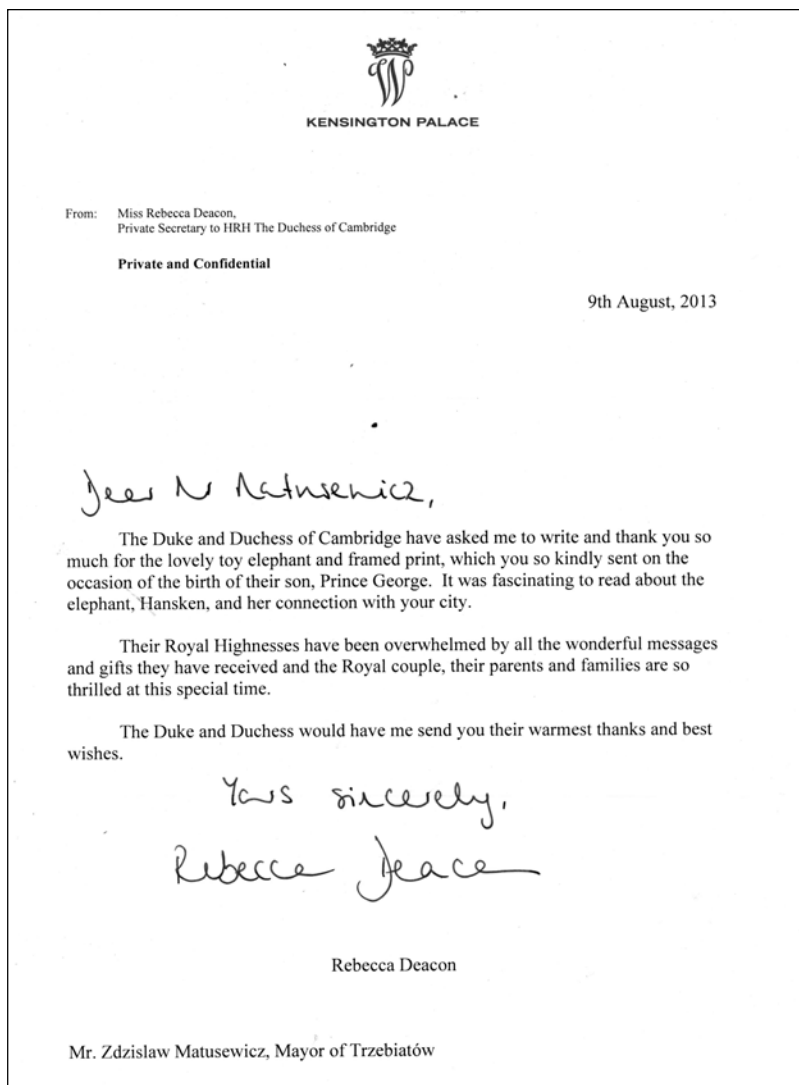 W
KENSINGTON PALACE
From: Miss Rebecca Deacon,
Private Secretary to HRH The Duchess of Cambridge
Private and Confidential
9th August, 2013
Dear Mr Matusewicz,
The Duke and Duchess of Cambridge have asked me to write and thank you so
much for the lovely toy elephant and framed print, which you so kindly sent on the
occasion of the birth of their son, Prince George. It was fascinating to read about the
elephant, Hansken, and her connection with your city.
Their Royal Highnesses have been overwhelmed by all the wonderful messages
and gifts they have received and the Royal couple, their parents and families are so
thrilled at this special time.
The Duke and Duchess would have me send you their warmest thanks and best
wishes.
Yours sincerely,
Rebecca Deacon
Rebecca Deacon
Mr. Zdzislaw Matusewicz, Mayor of Trzebiatów